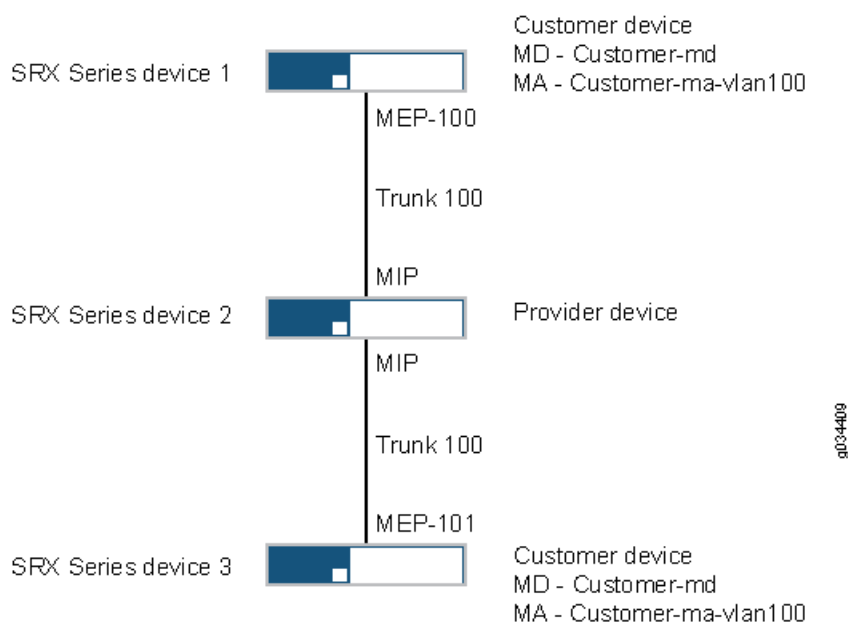 Customer device
MD - Customer-md
MA - Customer-ma-vlan100
SRX Series device 1
MEP-100
Trunk 100
MIP
SRX Series device 2
Provider device
MIP
Trunk 100
MEP-101
SRX Series device 3
Customer device
MD - Customer-md
MA - Customer-ma-vlan100
g034409